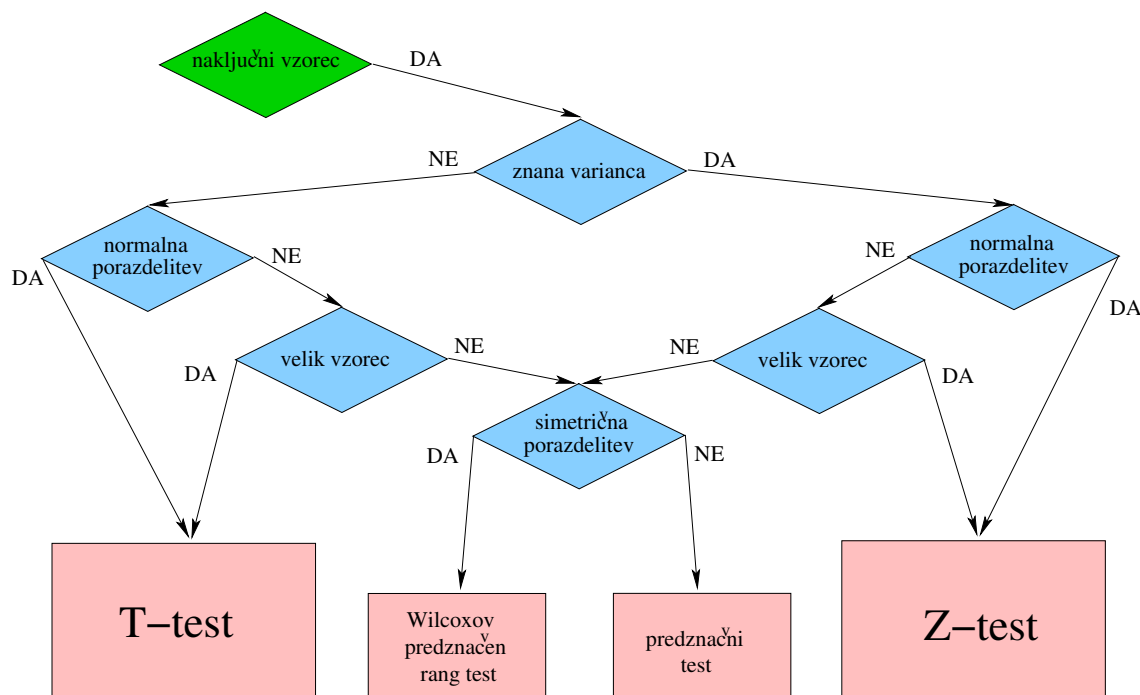 naključni vzorec
DA
znana varianca
NE
DA
normalna
porazdelitev
DA
NE
normalna
porazdelitev
NE
DA
velik vzorec
DA
NE
velik vzorec
NE
DA
simetrična
porazdelitev
DA
NE
T-test
Wilcoxov
predznačen
rang test
predznačni
test
Z-test